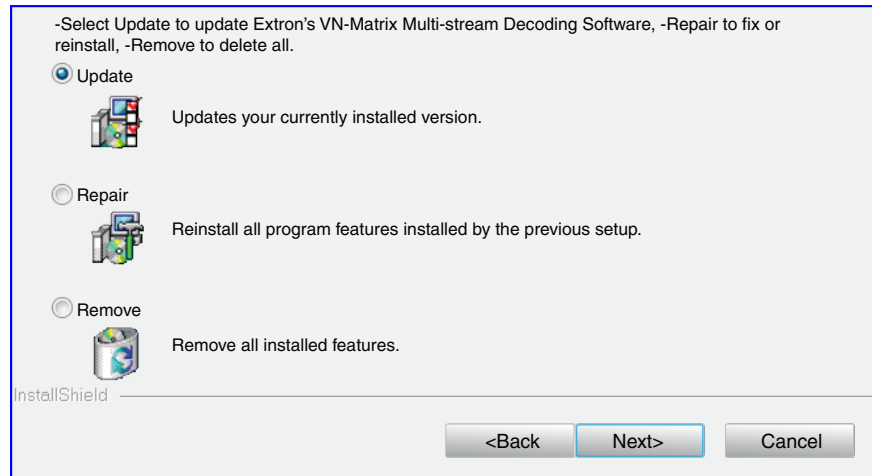 -Select Update to update Extron's VN-Matrix Multi-stream Decoding Software, -Repair to fix or
reinstall, -Remove to delete all.
Update
Updates your currently installed version.
Repair
Reinstall all program features installed by the previous setup.
Remove
Remove all installed features.
InstallShield
<Back Next> Cancel